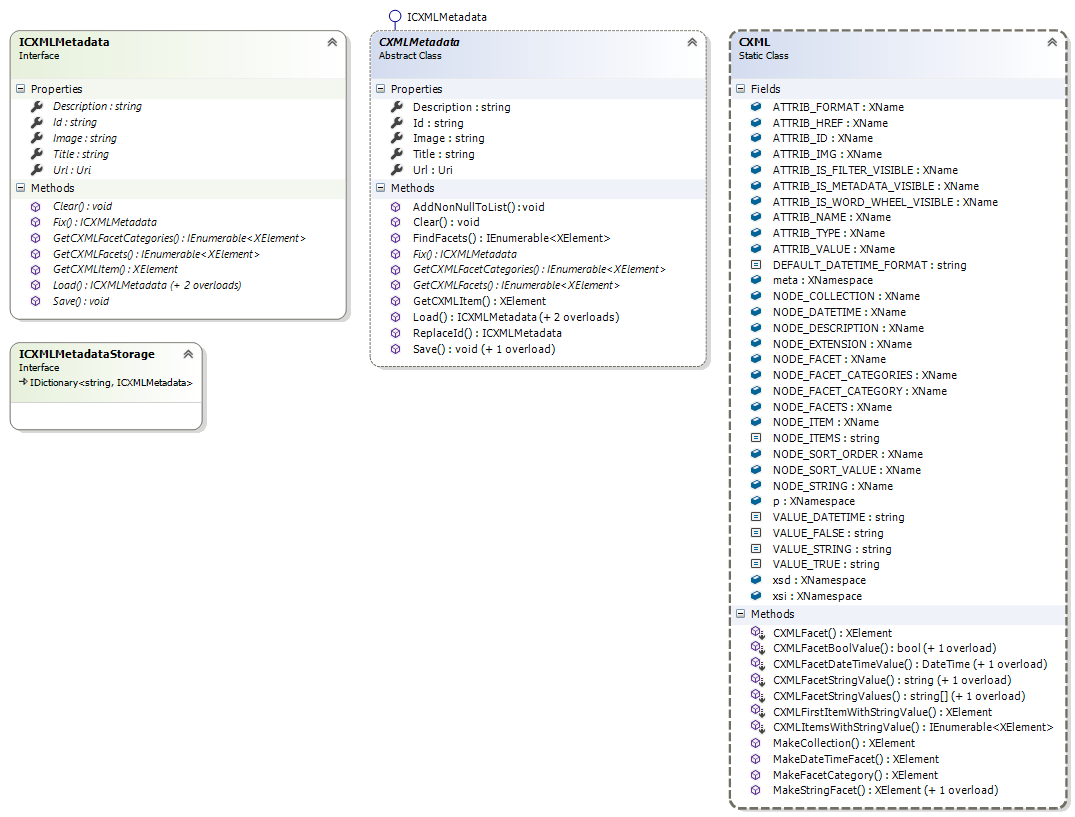 ICXMLMetadata
Interface
Properties
Description : string
Id : string
Image : string
Title : string
Url : Uri
Methods
Clear() : void
Fix() : ICXMLMetadata
GetCXMLFacetCategories() : IEnumerable<XElement>
GetCXMLFacets() : IEnumerable<XElement>
GetCXMLItem() : XElement
Load() : ICXMLMetadata (+ 2 overloads)
Save() : void
ICXMLMetadataStorage
Interface
IDictionary<string, ICXMLMetadata>
ICXMLMetadata
CXMLMetadata
Abstract Class
Properties
Description : string
Id : string
Image : string
Title : string
Url : Uri
Methods
AddNonNullToList() : void
Clear() : void
FindFacets() : IEnumerable<XElement>
Fix() : ICXMLMetadata
GetCXMLFacetCategories() : IEnumerable<XElement>
GetCXMLFacets() : IEnumerable<XElement>
GetCXMLItem() : XElement
Load() : ICXMLMetadata (+ 2 overloads)
ReplaceId() : ICXMLMetadata
Save() : void (+ 1 overload)
CXML
Static Class
Fields
ATTRIB_FORMAT : XName
ATTRIB_HREF : XName
ATTRIB_ID : XName
ATTRIB_IMG : XName
ATTRIB_IS_FILTER_VISIBLE : XName
ATTRIB_IS_METADATA_VISIBLE : XName
ATTRIB_IS_WORD_WHEEL_VISIBLE : XName
ATTRIB_NAME : XName
ATTRIB_TYPE : XName
ATTRIB_VALUE : XName
DEFAULT_DATETIME_FORMAT : string
meta : XNamespace
NODE_COLLECTION : XName
NODE_DATETIME : XName
NODE_DESCRIPTION : XName
NODE_EXTENSION : XName
NODE_FACET : XName
NODE_FACET_CATEGORIES : XName
NODE_FACET_CATEGORY : XName
NODE_FACETS : XName
NODE_ITEM : XName
NODE_ITEMS : string
NODE_SORT_ORDER : XName
NODE_SORT_VALUE : XName
NODE_STRING : XName
p : XNamespace
VALUE_DATETIME : string
VALUE_FALSE : string
VALUE_STRING : string
VALUE_TRUE : string
xsd : XNamespace
xsi : XNamespace
Methods
CXMLFacet() : XElement
CXMLFacetBoolValue() : bool (+ 1 overload)
CXMLFacetDateTimeValue() : DateTime (+ 1 overload)
CXMLFacetStringValue() : string (+ 1 overload)
CXMLFacetStringValues() : string[] (+ 1 overload)
CXMLFirstItemWithStringValue() : XElement
CXMLItemsWithStringValue() : IEnumerable<XElement>
MakeCollection() : XElement
MakeDateTimeFacet() : XElement
MakeFacetCategory() : XElement
MakeStringFacet() : XElement (+ 1 overload)